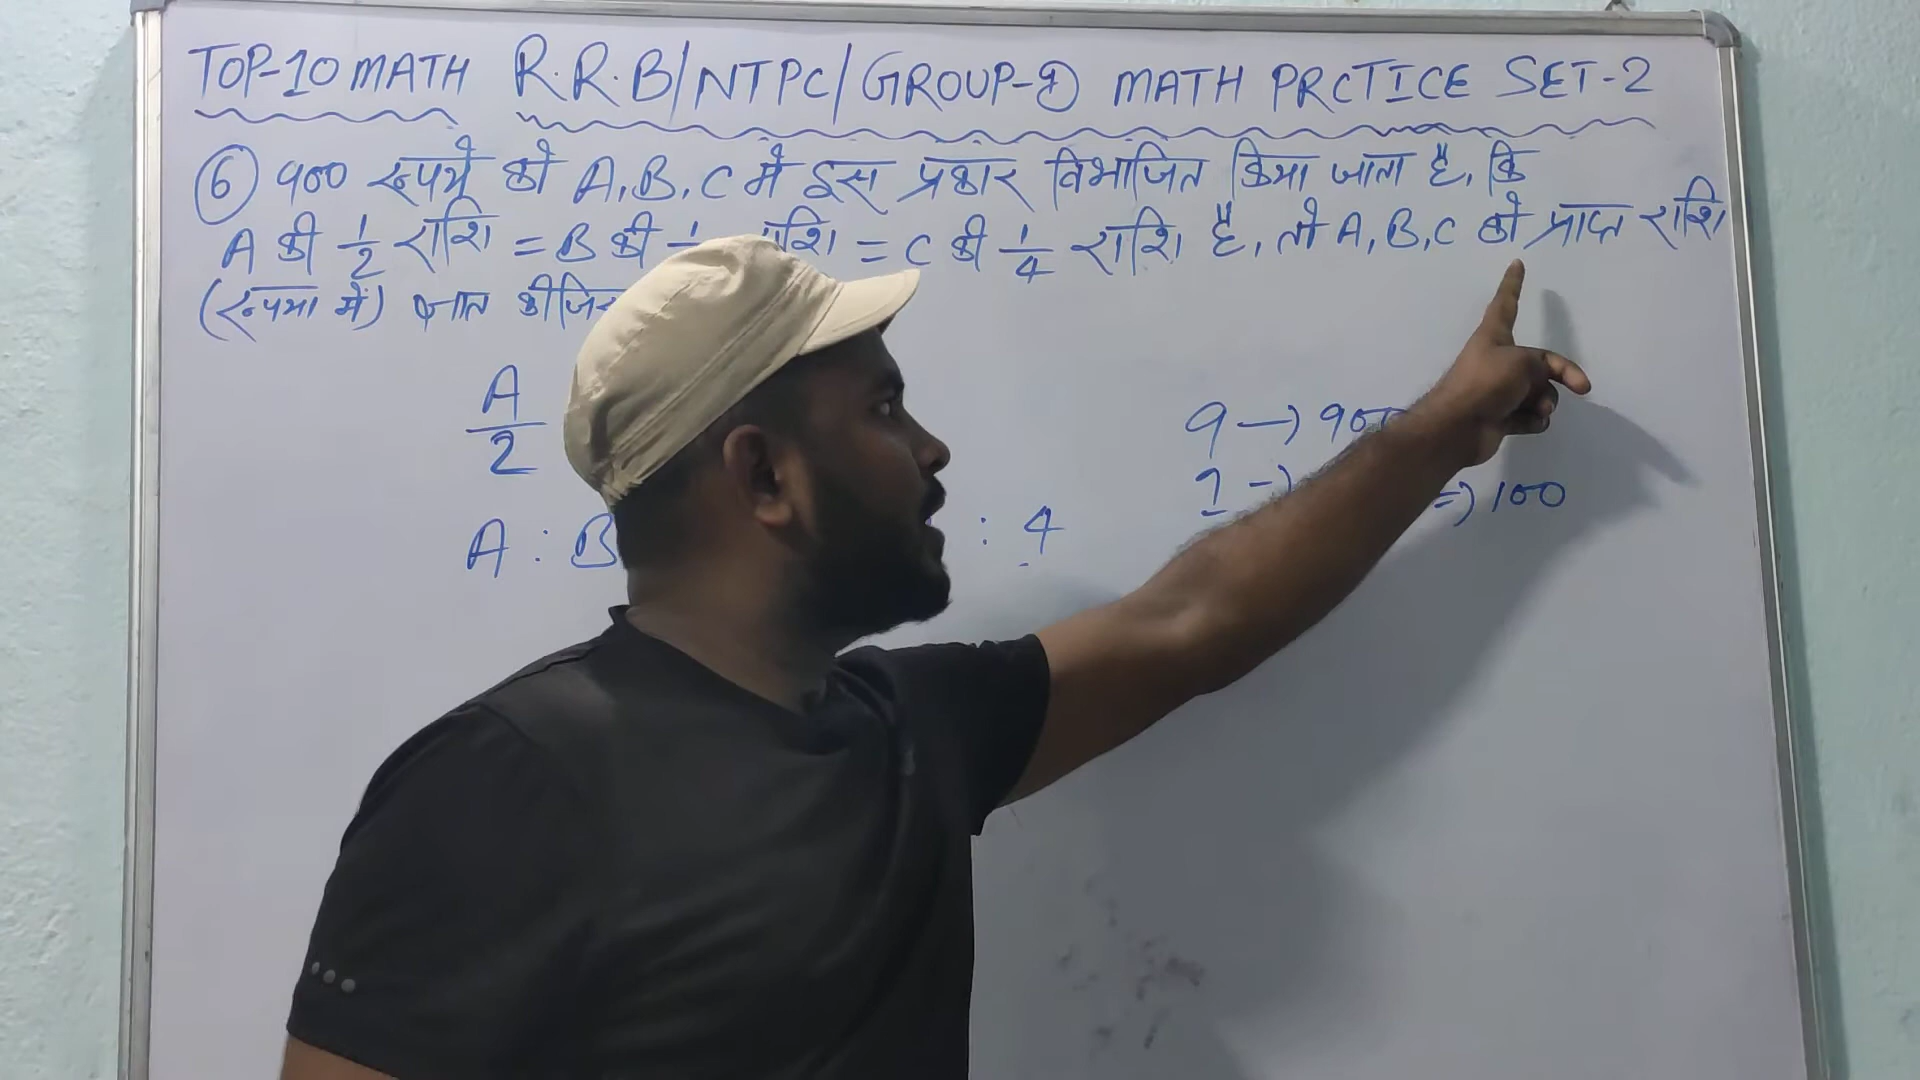 TOP-10 MATH R.R.B/NTPC/GROUP-D MATH PRCTICE SET-2
⑥ 900 रूपये को A, B, C में इस प्रकार विभाजित किया जाता है, कि
A की 1/2 राशि = B की राशि = C की 1/4 राशि है, तो A, B, C को प्राप्त राशि
(रूपया में) ज्ञात
A/2
9 → 900
1 → ⇒ 100
A : B : 4